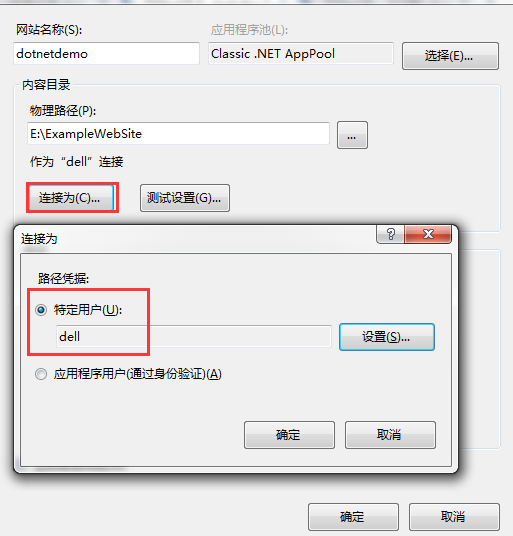 网站名称(S):
应用程序池(L):
dotnetdemo
Classic .NET AppPool
选择(E)...
内容目录
物理路径(P):
E:\ExampleWebSite
...
作为“dell”连接
连接为(C)...
测试设置(G)...
连接为
?
路径凭据:
特定用户(U):
dell
设置(S)...
应用程序用户(通过身份验证)(A)
确定
取消
确定
取消